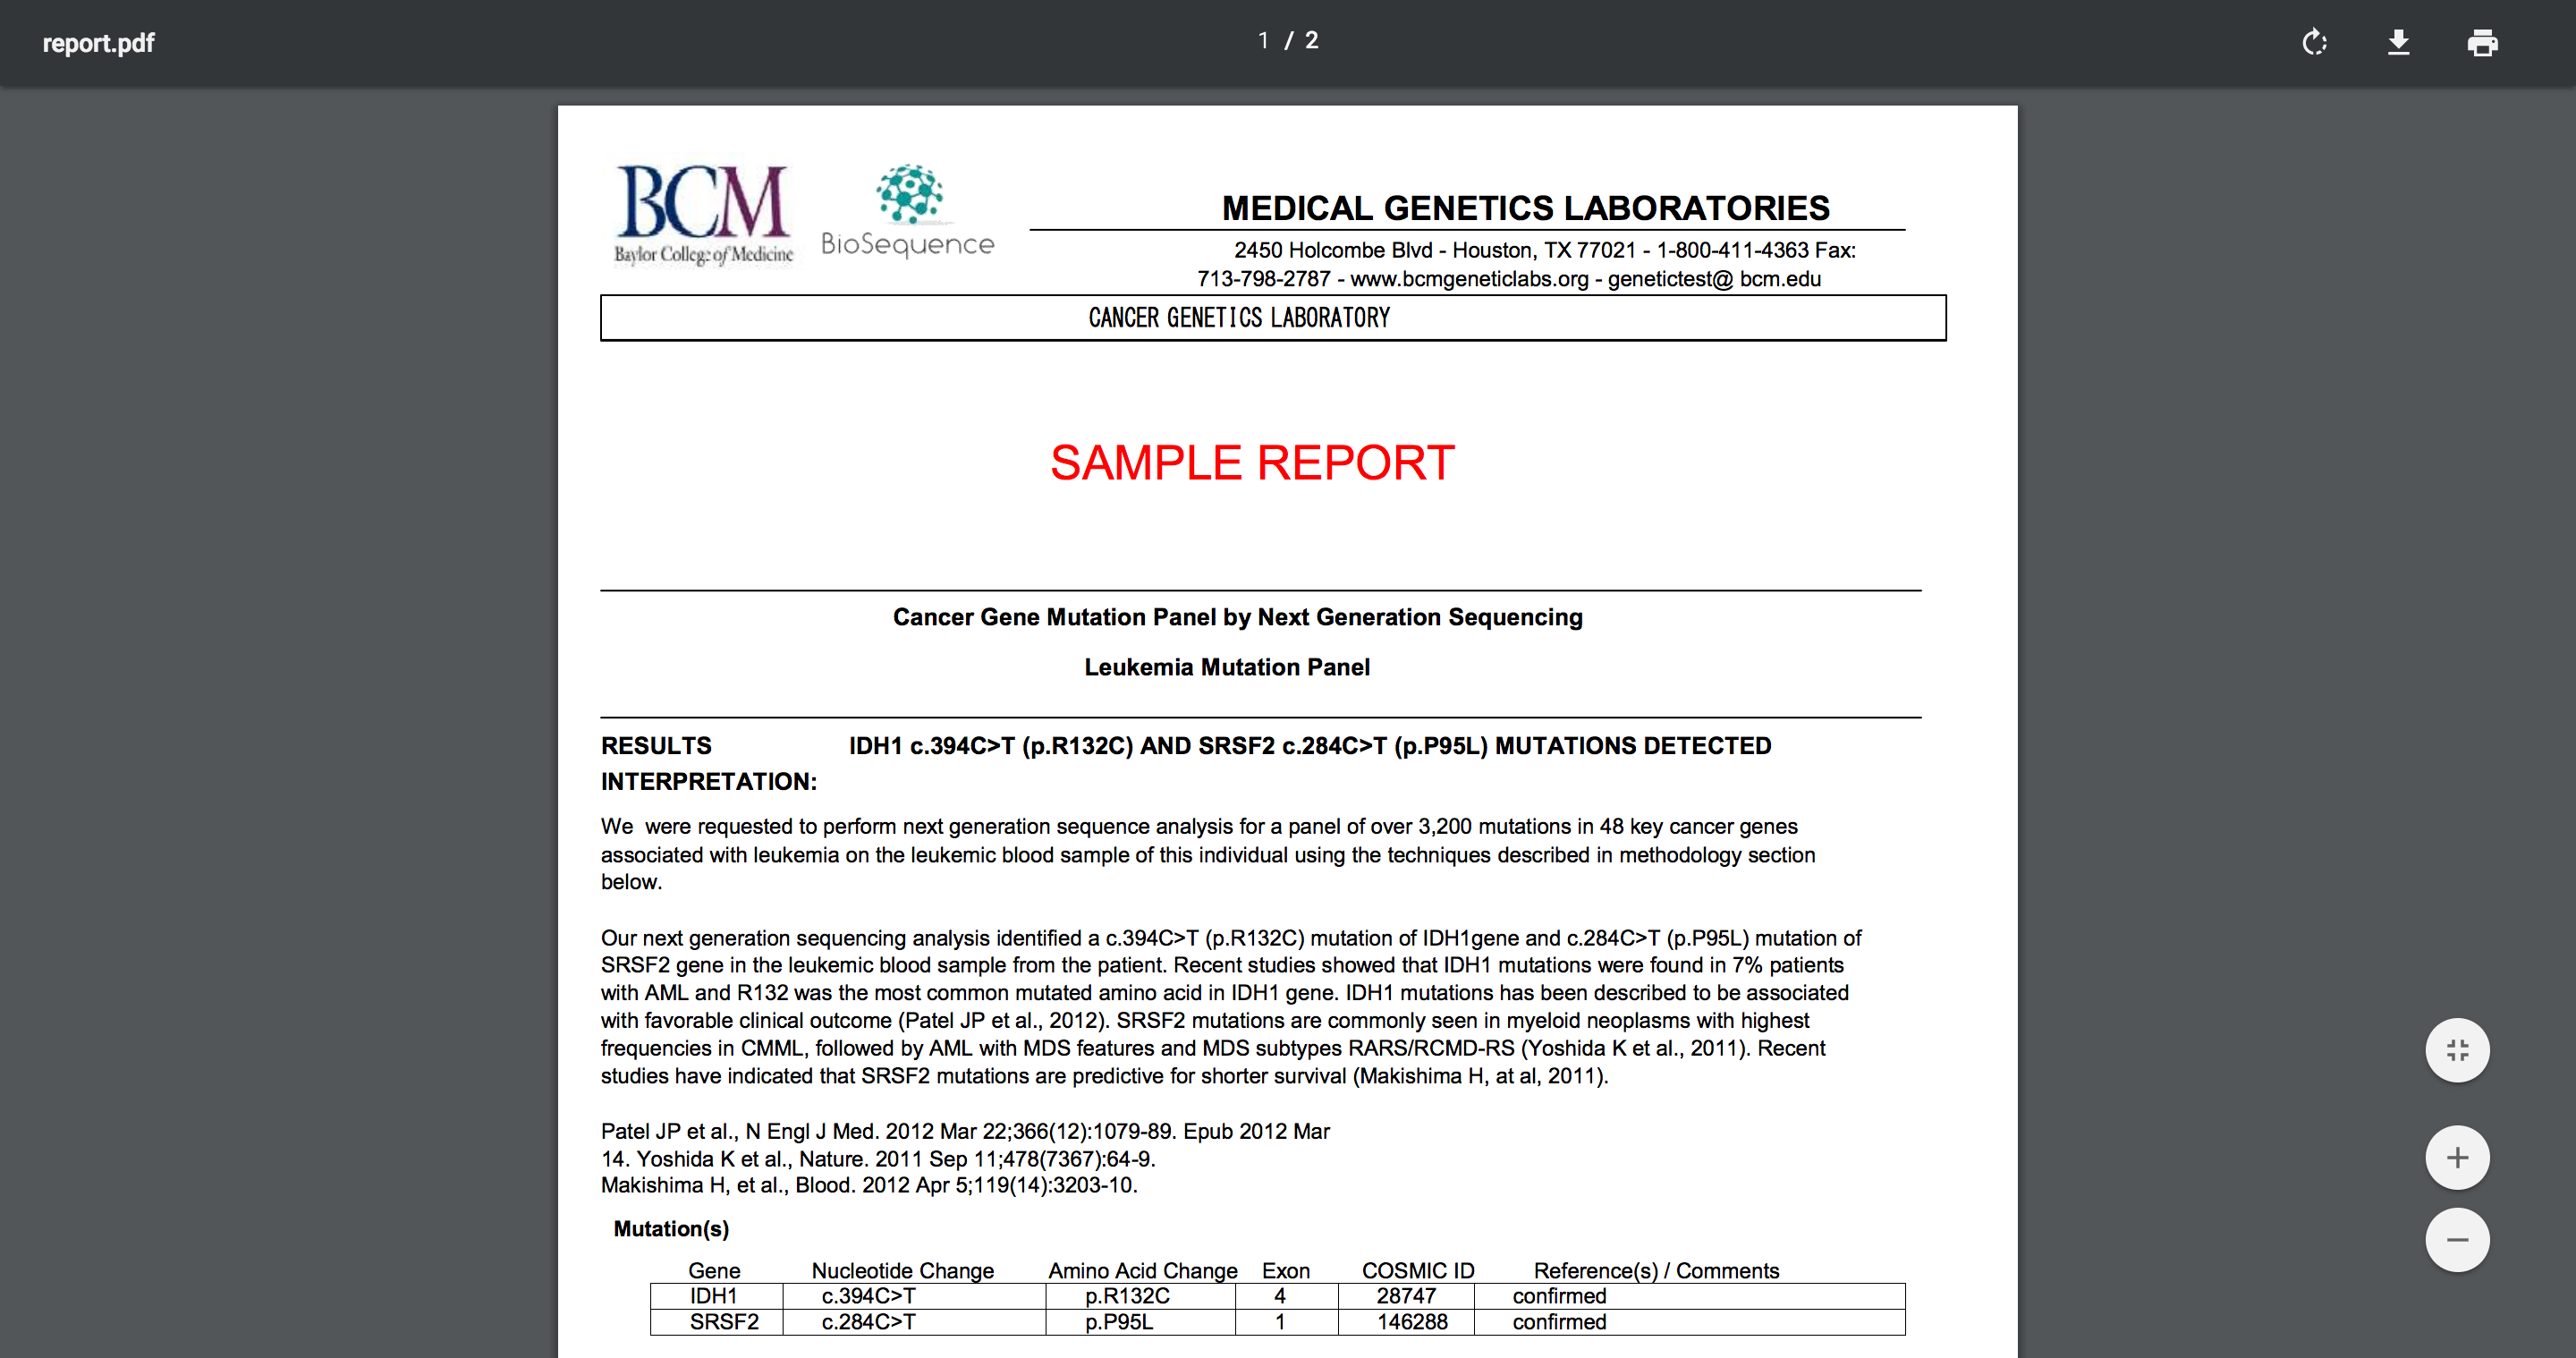 report.pdf
1 / 2
BCM
Baylor College of Medicine
BioSequence
MEDICAL GENETICS LABORATORIES
2450 Holcombe Blvd - Houston, TX 77021 - 1-800-411-4363 Fax:
713-798-2787 - www.bcmgeneticlabs.org - genetictest@ bcm.edu
CANCER GENETICS LABORATORY
SAMPLE REPORT
Cancer Gene Mutation Panel by Next Generation Sequencing
Leukemia Mutation Panel
RESULTS IDH1 c.394C>T (p.R132C) AND SRSF2 c.284C>T (p.P95L) MUTATIONS DETECTED
INTERPRETATION:
We were requested to perform next generation sequence analysis for a panel of over 3,200 mutations in 48 key cancer genes
associated with leukemia on the leukemic blood sample of this individual using the techniques described in methodology section
below.
Our next generation sequencing analysis identified a c.394C>T (p.R132C) mutation of IDH1gene and c.284C>T (p.P95L) mutation of
SRSF2 gene in the leukemic blood sample from the patient. Recent studies showed that IDH1 mutations were found in 7% patients
with AML and R132 was the most common mutated amino acid in IDH1 gene. IDH1 mutations has been described to be associated
with favorable clinical outcome (Patel JP et al., 2012). SRSF2 mutations are commonly seen in myeloid neoplasms with highest
frequencies in CMML, followed by AML with MDS features and MDS subtypes RARS/RCMD-RS (Yoshida K et al., 2011). Recent
studies have indicated that SRSF2 mutations are predictive for shorter survival (Makishima H, at al, 2011).
Patel JP et al., N Engl J Med. 2012 Mar 22;366(12):1079-89. Epub 2012 Mar
14. Yoshida K et al., Nature. 2011 Sep 11;478(7367):64-9.
Makishima H, et al., Blood. 2012 Apr 5;119(14):3203-10.
Mutation(s)
Gene Nucleotide Change Amino Acid Change Exon COSMIC ID Reference(s) / Comments
IDH1 c.394C>T p.R132C 4 28747 confirmed
SRSF2 c.284C>T p.P95L 1 146288 confirmed